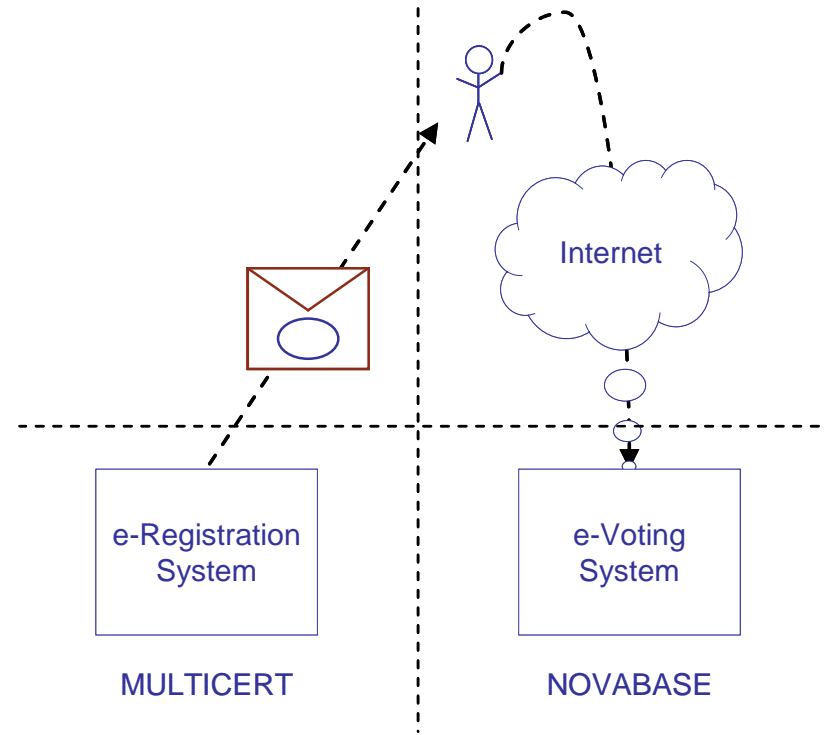 Internet
e-Registration
System
e-Voting
System
MULTICERT
NOVABASE